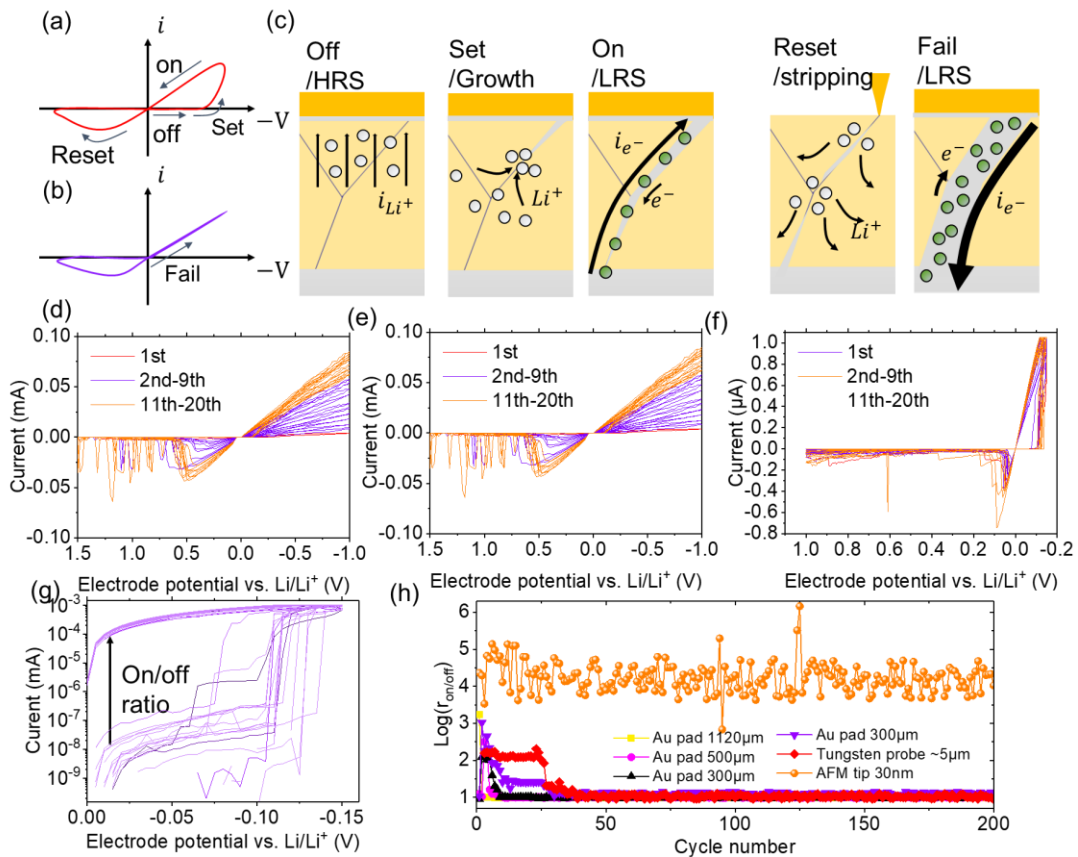 (a)
i
on
off
Set
−V
Reset
(b)
i
Fail
−V
(c)
Off
/HRS
Set
/Growth
On
/LRS
Reset
/stripping
Fail
/LRS
i_{Li^+}
Li^+
i_{e^-}
e^-
Li^+
e^-
i_{e^-}
(d)
0.10
0.05
0.00
-0.05
-0.10
Current (mA)
1st
2nd-9th
11th-20th
1.5 1.0 0.5 0.0 -0.5 -1.0
Electrode potential vs. Li/Li⁺ (V)
(e)
0.10
0.05
0.00
-0.05
-0.10
Current (mA)
1st
2nd-9th
11th-20th
1.5 1.0 0.5 0.0 -0.5 -1.0
Electrode potential vs. Li/Li⁺ (V)
(f)
1.0
0.8
0.6
0.4
0.2
0.0
-0.2
-0.4
-0.6
-0.8
Current (µA)
1st
2nd-9th
11th-20th
1.0 0.8 0.6 0.4 0.2 0.0 -0.2
Electrode potential vs. Li/Li⁺ (V)
(g)
10⁻³
10⁻⁴
10⁻⁵
10⁻⁶
10⁻⁷
10⁻⁸
10⁻⁹
Current (mA)
On/off
ratio
0.00 -0.05 -0.10 -0.15
Electrode potential vs. Li/Li⁺ (V)
(h)
6
5
4
3
2
1
Log(r_{on/off})
Au pad 1120µm
Au pad 500µm
Au pad 300µm
Au pad 300µm
Tungsten probe ~5µm
AFM tip 30nm
0 50 100 150 200
Cycle number